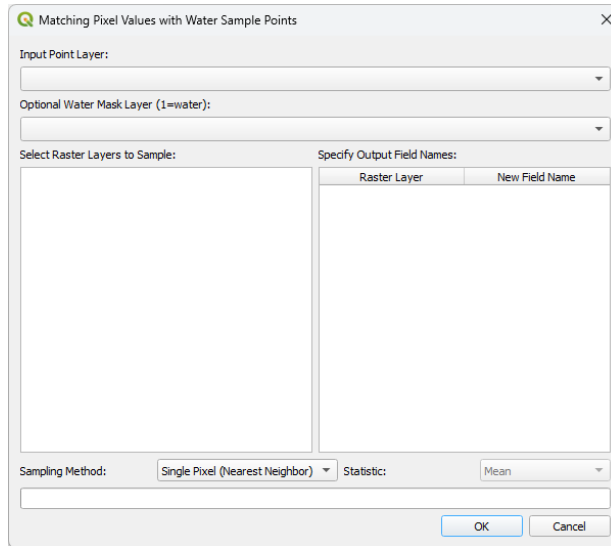 Matching Pixel Values with Water Sample Points
Input Point Layer:
Optional Water Mask Layer (1=water):
Select Raster Layers to Sample:
Specify Output Field Names:
Raster Layer
New Field Name
Sampling Method:
Single Pixel (Nearest Neighbor)
Statistic:
Mean
OK
Cancel